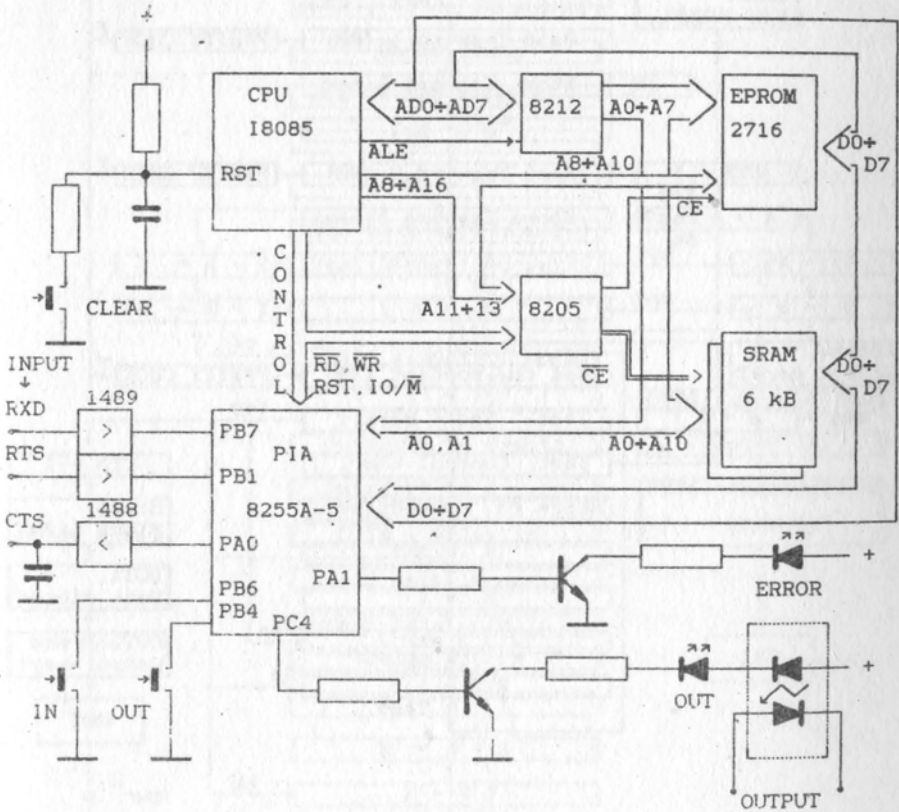 CPU
I8085
RST
AD0÷AD7
8212
A0÷A7
EPROM
2716
D0÷
D7
ALE
A8÷A10
A8÷A16
CE
CONTROL
CLEAR
A11÷13
8205
SRAM
6 kB
D0÷
D7
CE
RD, WR
RST, IO/M
INPUT
1489
RXD
PB7
PIA
A0, A1
A0÷A10
RTS
PB1
1488
CTS
PA0
8255A-5
D0÷D7
PB6
PB4
PA1
PC4
+
ERROR
+
OUT
IN
OUT
OUTPUT